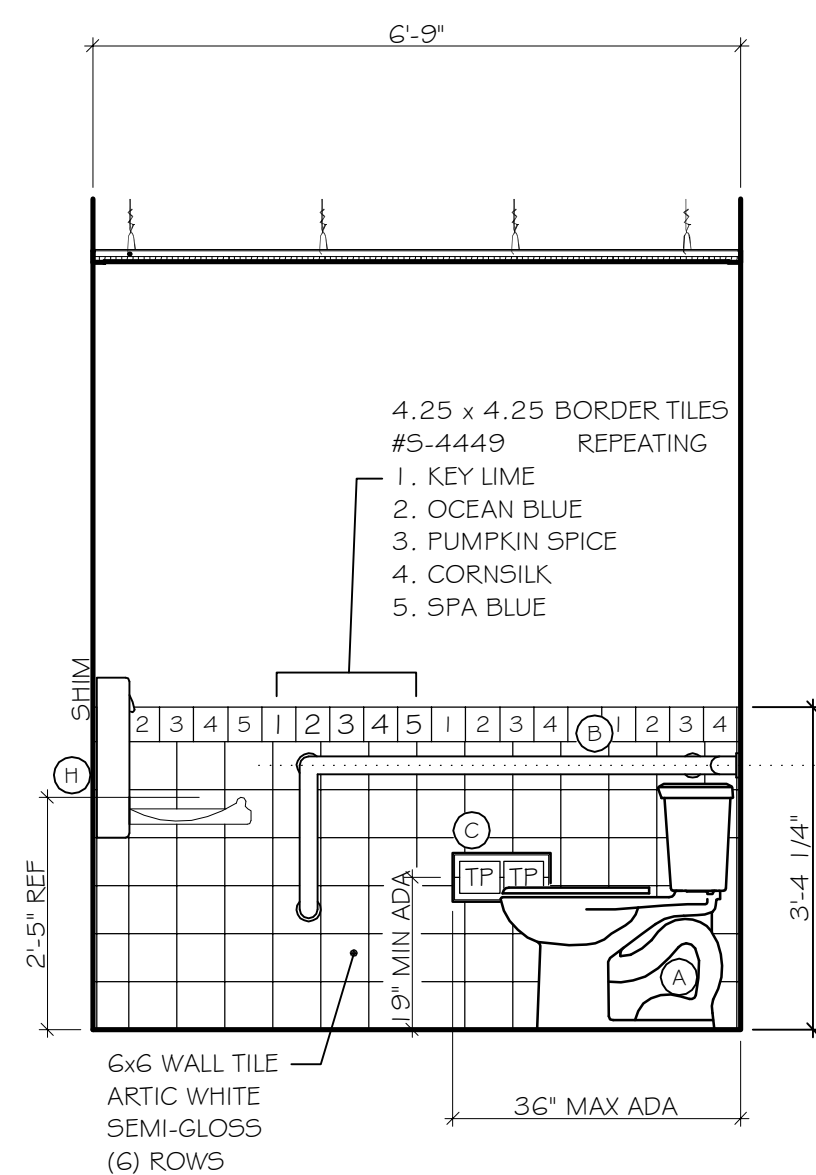 6'-9"
4.25 x 4.25 BORDER TILES
#S-4449 REPEATING
1. KEY LIME
2. OCEAN BLUE
3. PUMPKIN SPICE
4. CORNSILK
5. SPA BLUE
SHIM
2 3 4 5 1 2 3 4 5 1 2 3 4 1 2 3 4
B
H
C
TP TP
2'-5" REF
19" MIN ADA
3'-4 1/4"
A
6x6 WALL TILE
ARTIC WHITE
SEMI-GLOSS
(6) ROWS
36" MAX ADA